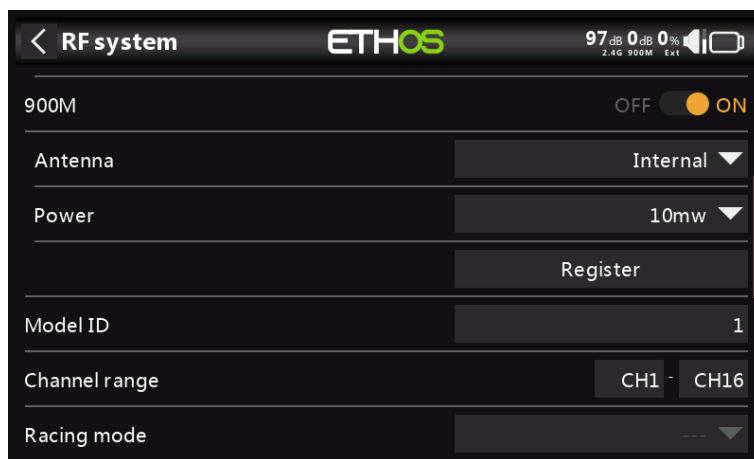 RF system ETHOS 97dB 0dB 0%
2.4G 900M Ext
900M OFF ON
Antenna Internal
Power 10mw
Register
Model ID 1
Channel range CH1 - CH16
Racing mode ---